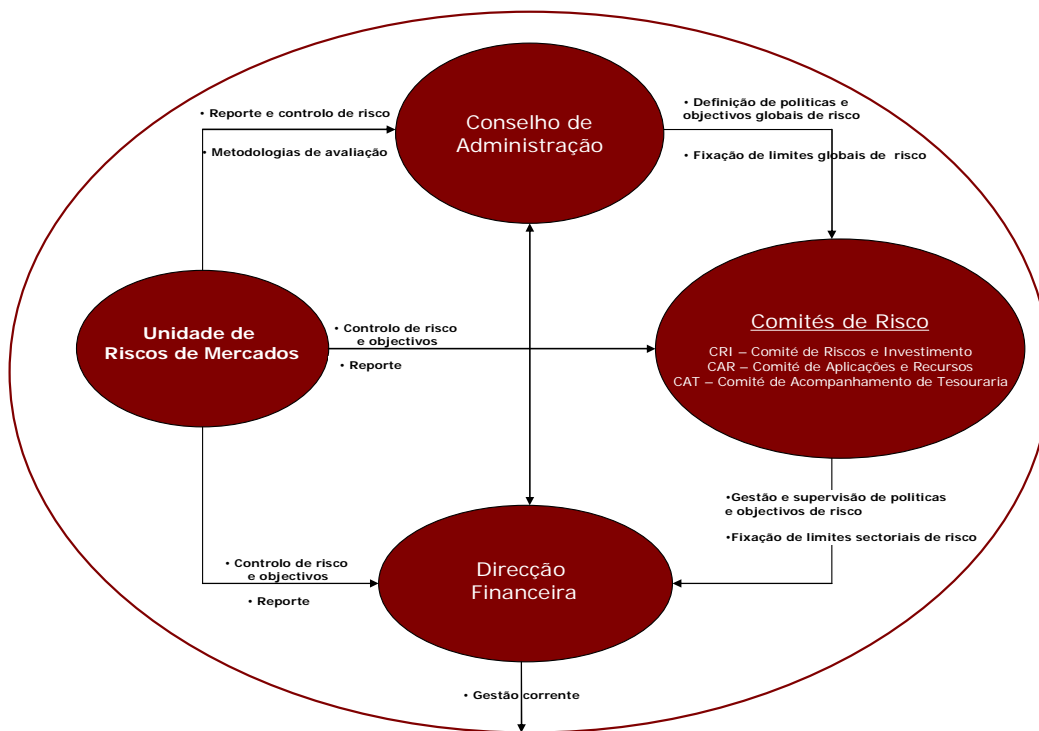 • Reporte e controlo de risco
• Metodologias de avaliação
Conselho de
Administração
• Definição de politicas e
objectivos globais de risco
• Fixação de limites globais de risco
Unidade de
Riscos de Mercados
• Controlo de risco
e objectivos
• Reporte
Comités de Risco
CRI – Comité de Riscos e Investimento
CAR – Comité de Aplicações e Recursos
CAT – Comité de Acompanhamento de Tesouraria
•Gestão e supervisão de politicas
e objectivos de risco
•Fixação de limites sectoriais de risco
• Controlo de risco
e objectivos
• Reporte
Direcção
Financeira
• Gestão corrente